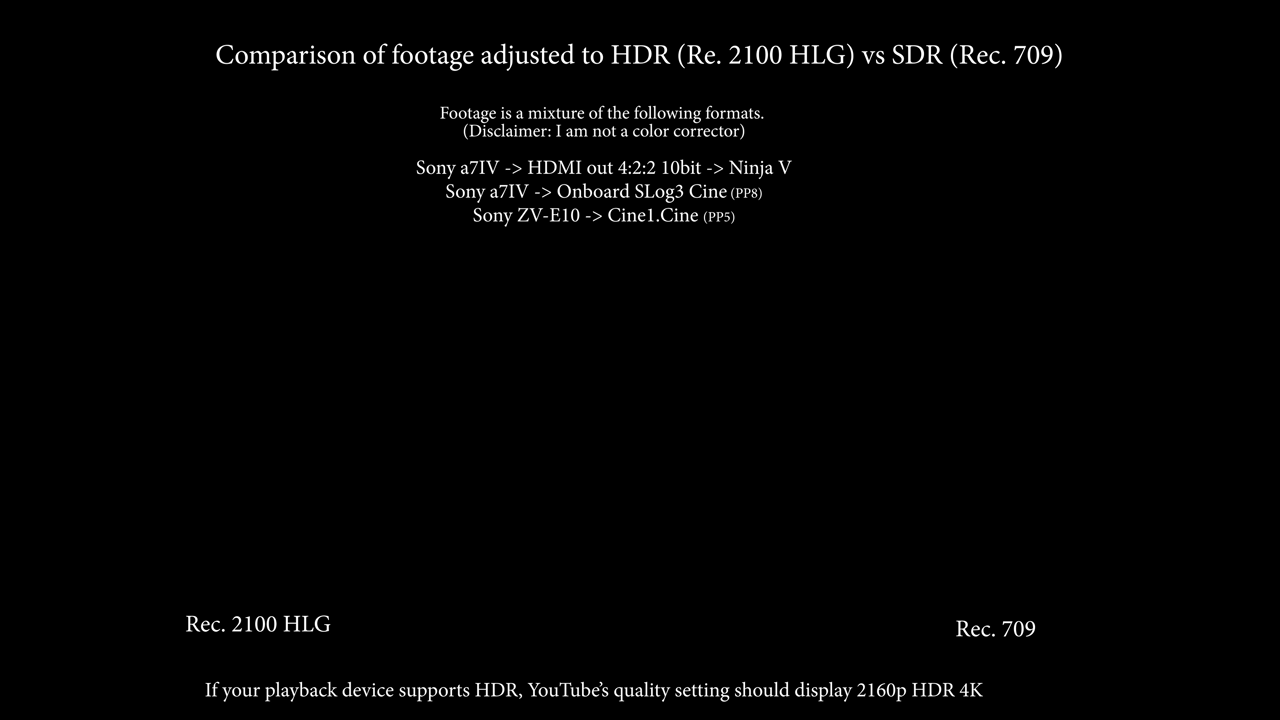 Comparison of footage adjusted to HDR (Re. 2100 HLG) vs SDR (Rec. 709)
Footage is a mixture of the following formats.
(Disclaimer: I am not a color corrector)
Sony a7IV -> HDMI out 4:2:2 10bit -> Ninja V
Sony a7IV -> Onboard SLog3 Cine (PP8)
Sony ZV-E10 -> Cine1.Cine (PP5)
Rec. 2100 HLG
Rec. 709
If your playback device supports HDR, YouTube’s quality setting should display 2160p HDR 4K